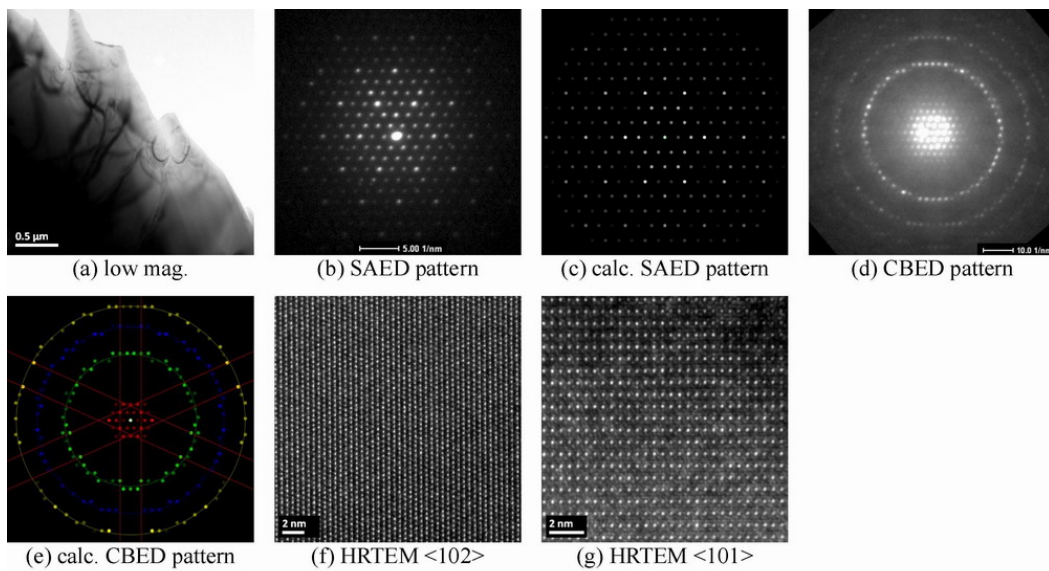 0.5 µm
5.00 1/nm
10.0 1/nm
(a) low mag.
(b) SAED pattern
(c) calc. SAED pattern
(d) CBED pattern
2 nm
2 nm
(e) calc. CBED pattern
(f) HRTEM <102>
(g) HRTEM <101>